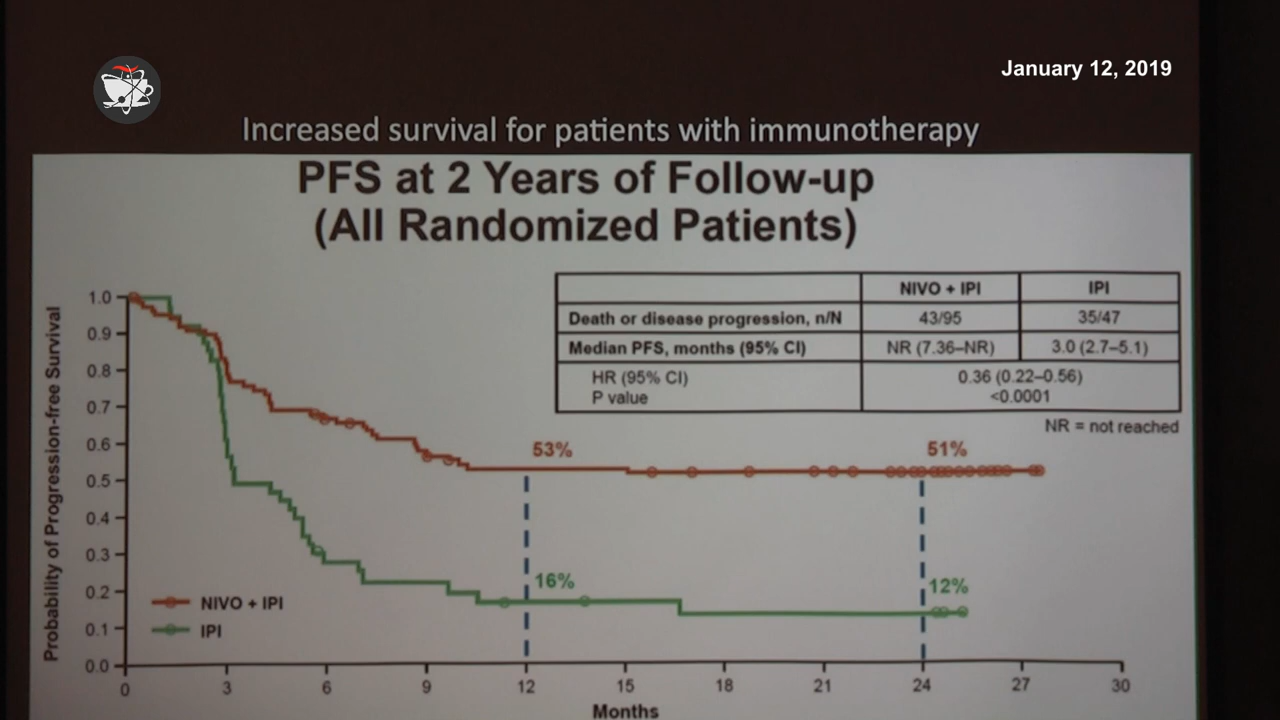 January 12, 2019
Increased survival for patients with immunotherapy
PFS at 2 Years of Follow-up
(All Randomized Patients)
NIVO + IPI IPI
Death or disease progression, n/N 43/95 35/47
Median PFS, months (95% CI) NR (7.36–NR) 3.0 (2.7–5.1)
HR (95% CI) 0.36 (0.22–0.56)
P value <0.0001
NR = not reached
Probability of Progression-free Survival
1.0
0.9
0.8
0.7
0.6
0.5
0.4
0.3
0.2
0.1
0.0
53%
51%
16%
12%
NIVO + IPI
IPI
0 3 6 9 12 15 18 21 24 27 30
Months